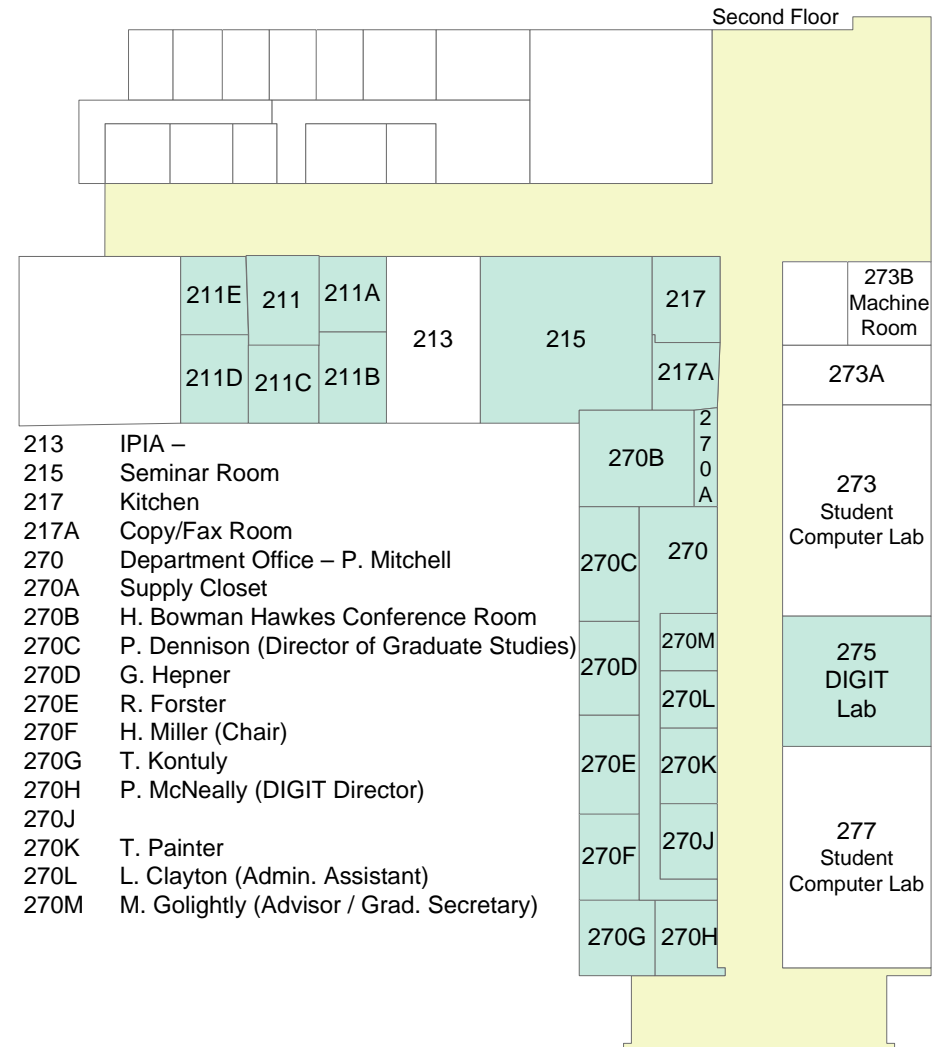 Second Floor
273B
Machine
Room
211E
211
211A
217
213
215
273A
217A
211D
211C
211B
2
7
0
A
270B
273
Student
Computer Lab
270C
270
270M
275
DIGIT
Lab
270D
270L
270E
270K
277
Student
Computer Lab
270F
270J
270G
270H
213 IPIA –
215 Seminar Room
217 Kitchen
217A Copy/Fax Room
270 Department Office – P. Mitchell
270A Supply Closet
270B H. Bowman Hawkes Conference Room
270C P. Dennison (Director of Graduate Studies)
270D G. Hepner
270E R. Forster
270F H. Miller (Chair)
270G T. Kontuly
270H P. McNeally (DIGIT Director)
270J
270K T. Painter
270L L. Clayton (Admin. Assistant)
270M M. Golightly (Advisor / Grad. Secretary)